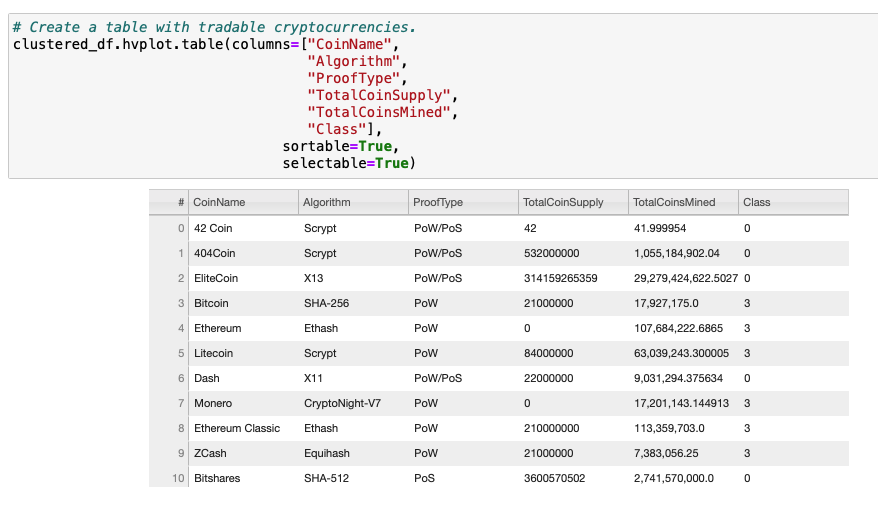 # Create a table with tradable cryptocurrencies.
clustered_df.hvplot.table(columns=["CoinName",
"Algorithm",
"ProofType",
"TotalCoinSupply",
"TotalCoinsMined",
"Class"],
sortable=True,
selectable=True)
# CoinName Algorithm ProofType TotalCoinSupply TotalCoinsMined Class
0 42 Coin Scrypt PoW/PoS 42 41.999954 0
1 404Coin Scrypt PoW/PoS 532000000 1,055,184,902.04 0
2 EliteCoin X13 PoW/PoS 314159265359 29,279,424,622.5027 0
3 Bitcoin SHA-256 PoW 21000000 17,927,175.0 3
4 Ethereum Ethash PoW 0 107,684,222.6865 3
5 Litecoin Scrypt PoW 84000000 63,039,243.300005 3
6 Dash X11 PoW/PoS 22000000 9,031,294.375634 0
7 Monero CryptoNight-V7 PoW 0 17,201,143.144913 3
8 Ethereum Classic Ethash PoW 210000000 113,359,703.0 3
9 ZCash Equihash PoW 21000000 7,383,056.25 3
10 Bitshares SHA-512 PoS 3600570502 2,741,570,000.0 0